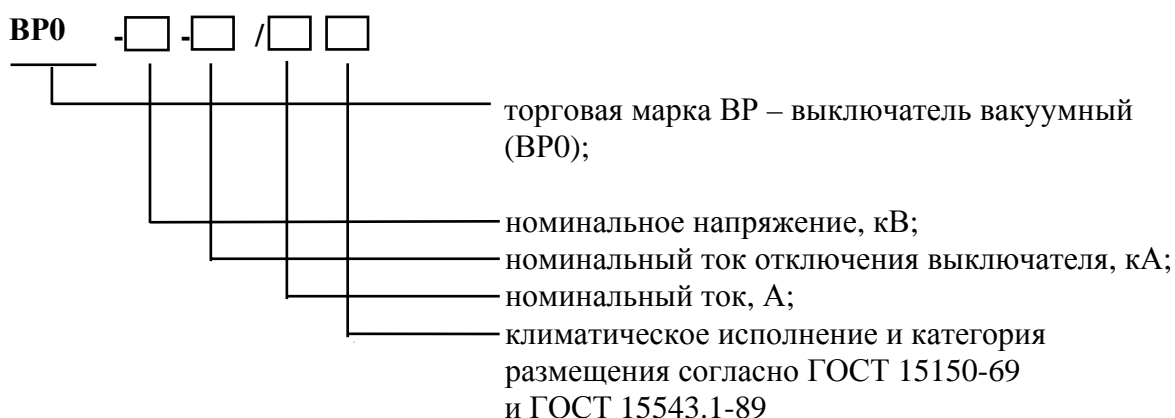 ВР0 - - /
торговая марка ВР – выключатель вакуумный
(ВР0);
номинальное напряжение, кВ;
номинальный ток отключения выключателя, кА;
номинальный ток, А;
климатическое исполнение и категория
размещения согласно ГОСТ 15150-69
и ГОСТ 15543.1-89